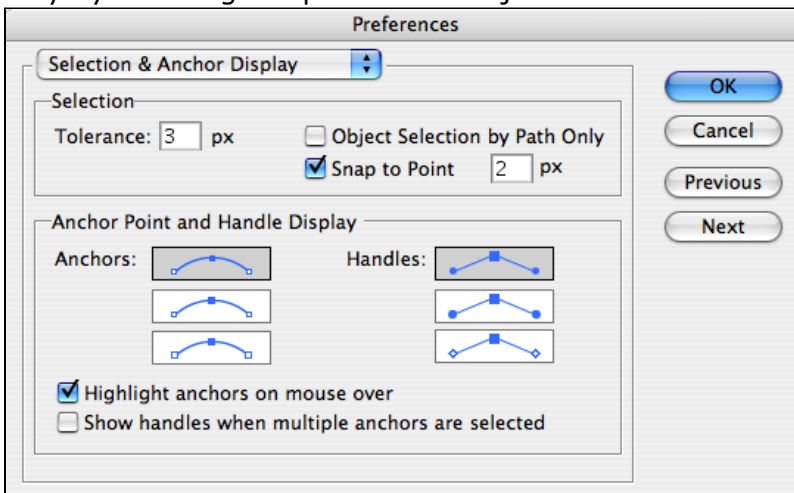 Preferences
Selection & Anchor Display
Selection
Tolerance: 3 px
Object Selection by Path Only
Snap to Point 2 px
Anchor Point and Handle Display
Anchors:
Handles:
Highlight anchors on mouse over
Show handles when multiple anchors are selected
OK
Cancel
Previous
Next